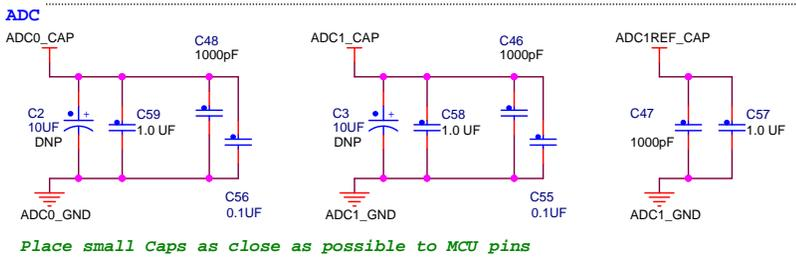 ADC
ADC0_CAP
C48
1000pF
C2
10UF
DNP
+
C59
1.0 UF
C56
0.1UF
ADC0_GND
ADC1_CAP
C46
1000pF
C3
10UF
DNP
+
C58
1.0 UF
C55
0.1UF
ADC1_GND
ADC1REF_CAP
C47
1000pF
C57
1.0 UF
ADC1_GND
Place small Caps as close as possible to MCU pins